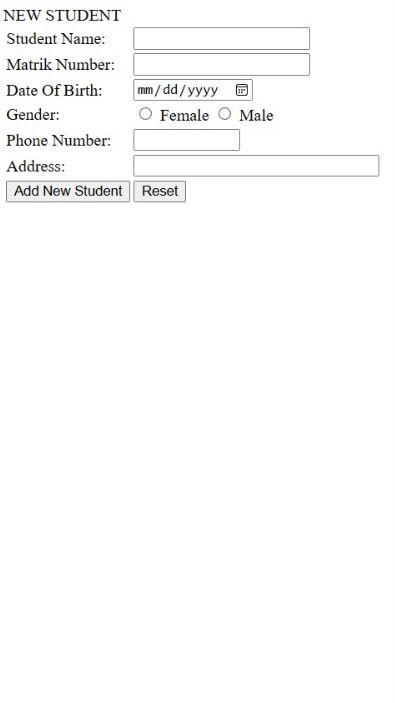 NEW STUDENT
Student Name:
Matrik Number:
Date Of Birth: mm/dd/yyyy
Gender: Female Male
Phone Number:
Address:
Add New Student Reset